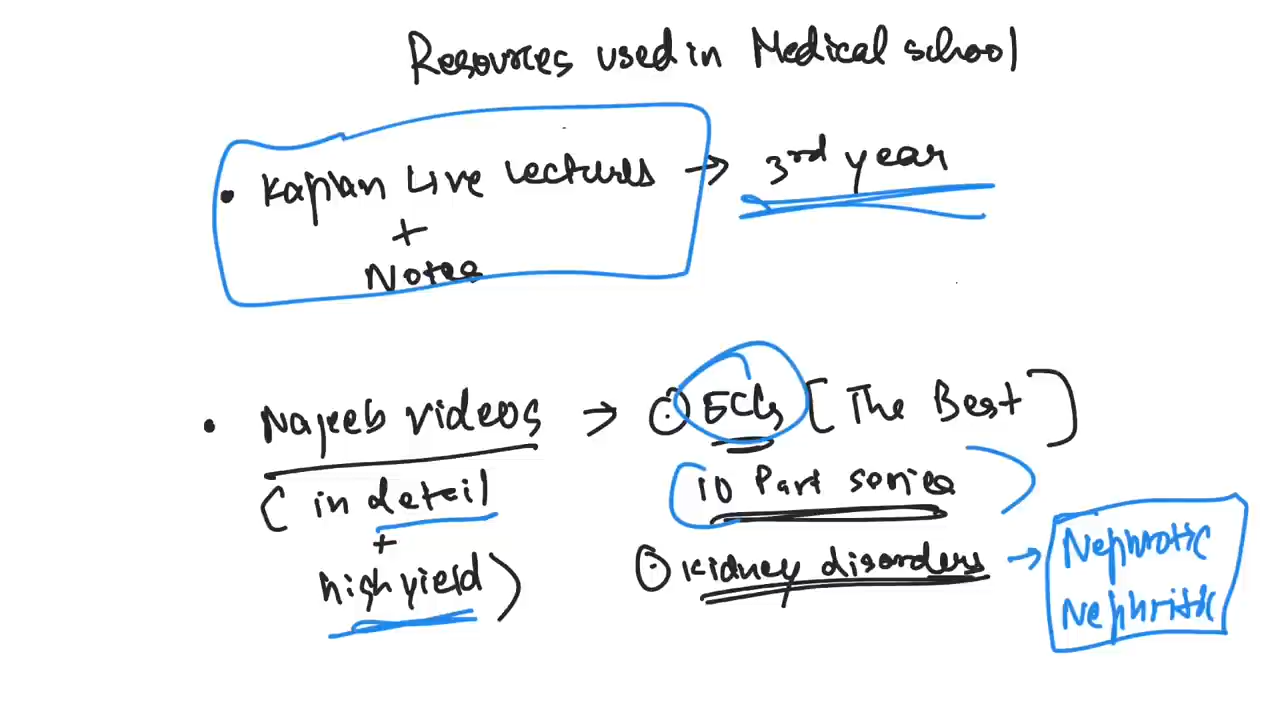 Resources used in Medical school
• Kaplan Live Lectures → 3rd year
+
Notes
• Najeeb videos → ⊙ ECG [The Best]
(in detail
+
high yield)
(10 Part series)
⊙ Kidney disorders → Nephrotic
Nephritic